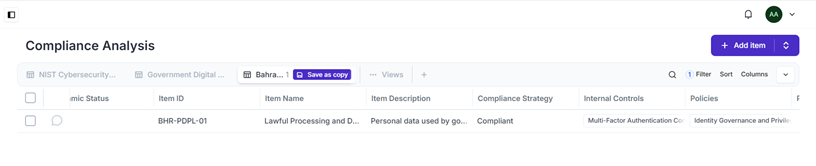 AA
Compliance Analysis
+ Add item
NIST Cybersecurity...
Government Digital ...
Bahra... 1
Save as copy
··· Views
+
1 Filter
Sort
Columns
mic Status
Item ID
Item Name
Item Description
Compliance Strategy
Internal Controls
Policies
BHR-PDPL-01
Lawful Processing and D...
Personal data used by go...
Compliant
Multi-Factor Authentication Co
Identity Governance and Privile